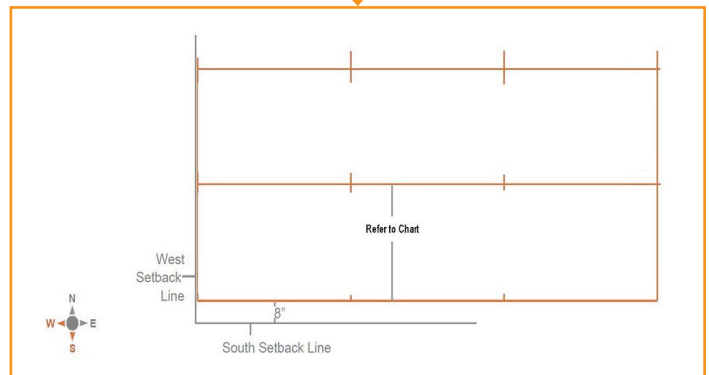 Refer to Chart
West
Setback
Line
8"
N
W E
S
South Setback Line